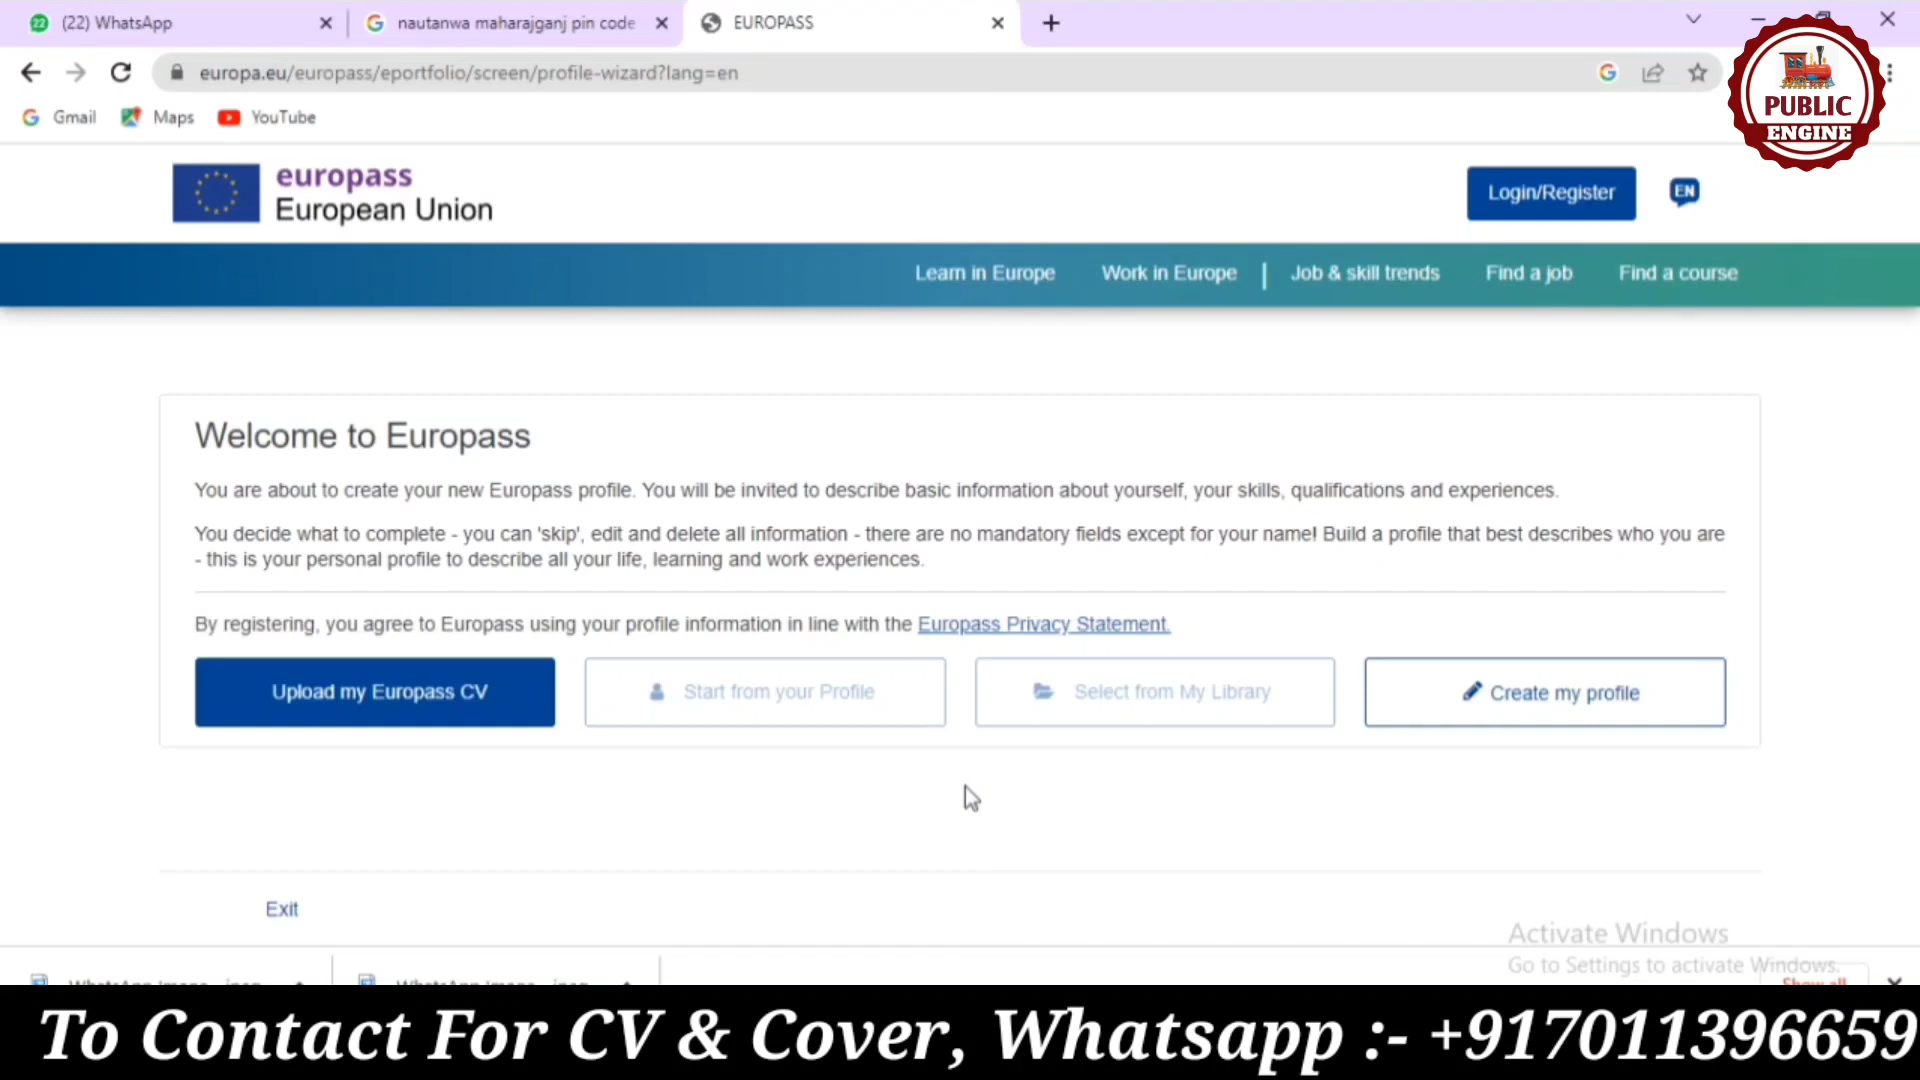 (22) WhatsApp
nautanwa maharajganj pin code
EUROPASS
europa.eu/europass/eportfolio/screen/profile-wizard?lang=en
Gmail
Maps
YouTube
PUBLIC
ENGINE
europass
European Union
Login/Register
EN
Learn in Europe
Work in Europe
Job & skill trends
Find a job
Find a course
Welcome to Europass
You are about to create your new Europass profile. You will be invited to describe basic information about yourself, your skills, qualifications and experiences.
You decide what to complete - you can 'skip', edit and delete all information - there are no mandatory fields except for your name! Build a profile that best describes who you are
- this is your personal profile to describe all your life, learning and work experiences.
By registering, you agree to Europass using your profile information in line with the Europass Privacy Statement.
Upload my Europass CV
Start from your Profile
Select from My Library
Create my profile
Exit
Activate Windows
Go to Settings to activate Windows.
Show all
To Contact For CV & Cover, Whatsapp :- +917011396659